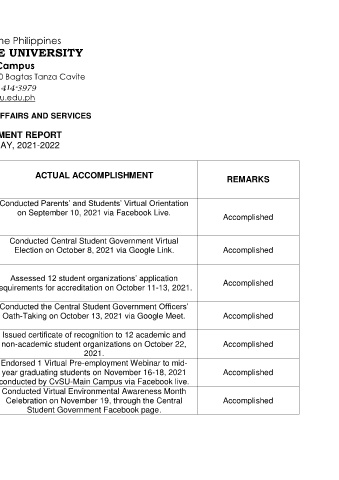 ne Philippines
E UNIVERSITY
Campus
0 Bagtas Tanza Cavite
414-3979
u.edu.ph
FFAIRS AND SERVICES
MENT REPORT
AY, 2021-2022
ACTUAL ACCOMPLISHMENT
REMARKS
Conducted Parents' and Students' Virtual Orientation
on September 10, 2021 via Facebook Live.
Accomplished
Conducted Central Student Government Virtual
Election on October 8, 2021 via Google Link.
Accomplished
Assessed 12 student organizations' application
equirements for accreditation on October 11-13, 2021.
Accomplished
Conducted the Central Student Government Officers'
Oath-Taking on October 13, 2021 via Google Meet.
Accomplished
Issued certificate of recognition to 12 academic and
non-academic student organizations on October 22,
2021.
Accomplished
Endorsed 1 Virtual Pre-employment Webinar to mid-
year graduating students on November 16-18, 2021
conducted by CvSU-Main Campus via Facebook live.
Accomplished
Conducted Virtual Environmental Awareness Month
Celebration on November 19, through the Central
Student Government Facebook page.
Accomplished